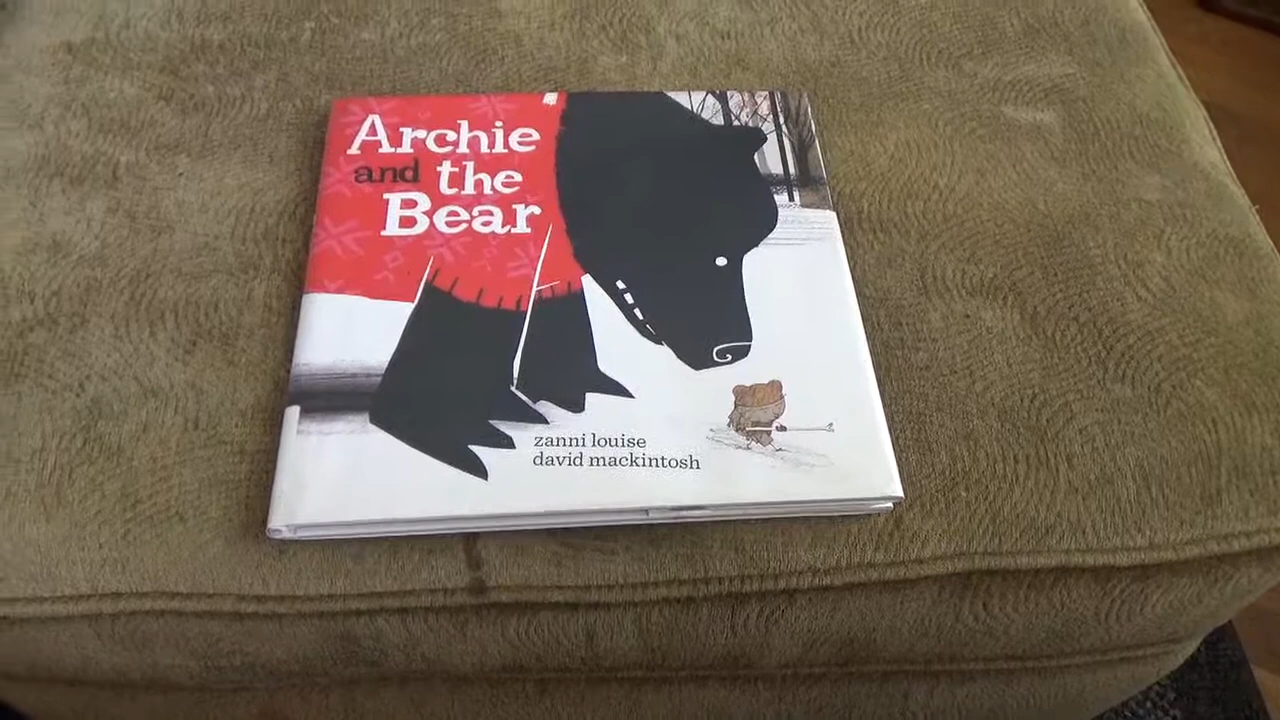 Archie
and the
Bear
zanni louise
david mackintosh